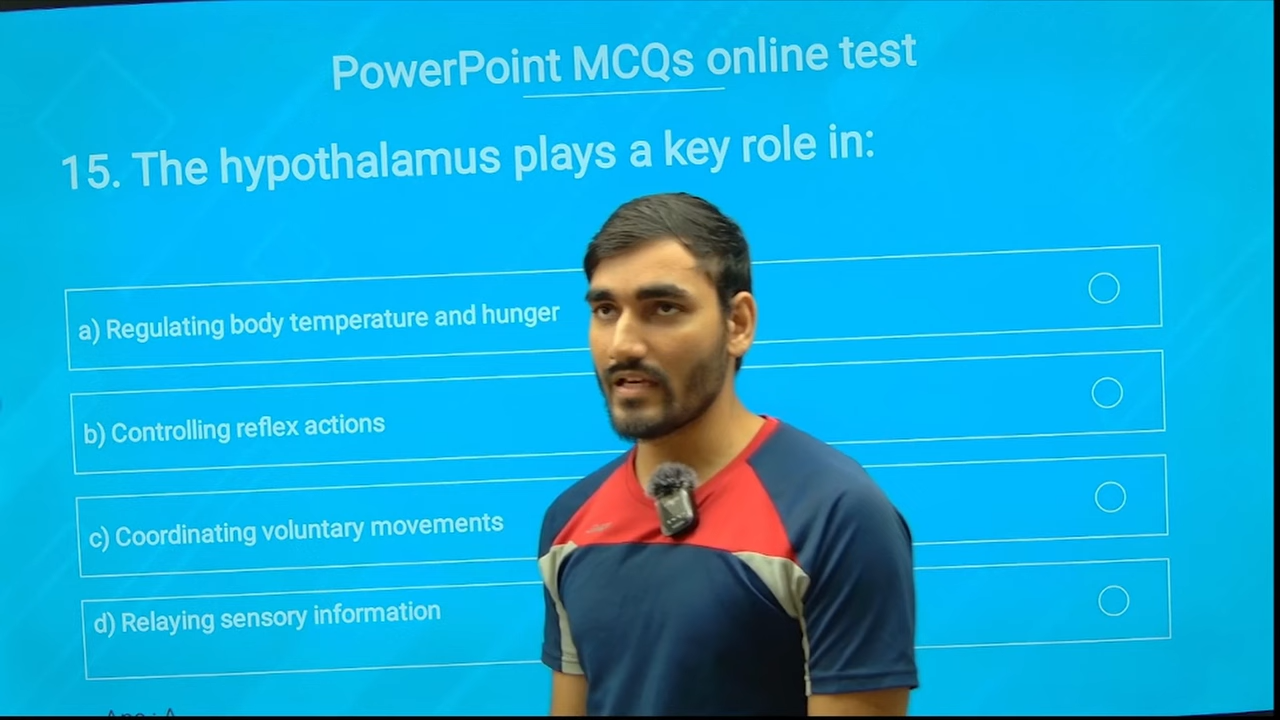 PowerPoint MCQs online test
15. The hypothalamus plays a key role in:
a) Regulating body temperature and hunger
b) Controlling reflex actions
c) Coordinating voluntary movements
d) Relaying sensory information
Ans : A